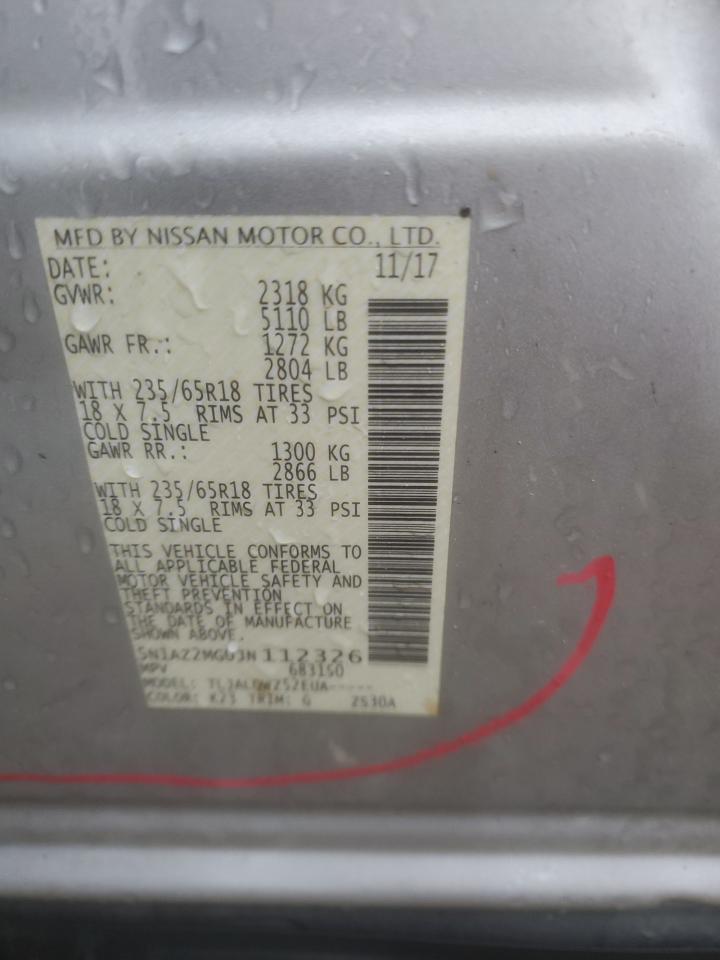 MFD BY NISSAN MOTOR CO., LTD.
DATE: 11/17
GVWR: 2318 KG
5110 LB
GAWR FR.: 1272 KG
2804 LB
WITH 235/65R18 TIRES
18 X 7.5 RIMS AT 33 PSI
COLD SINGLE
GAWR RR.: 1300 KG
2866 LB
WITH 235/65R18 TIRES
18 X 7.5 RIMS AT 33 PSI
COLD SINGLE
THIS VEHICLE CONFORMS TO
ALL APPLICABLE FEDERAL
MOTOR VEHICLE SAFETY AND
THEFT PREVENTION
STANDARDS IN EFFECT ON
THE DATE OF MANUFACTURE
SHOWN ABOVE.
112326
MPV
MODEL:
COLOR: K23 TRIM: G